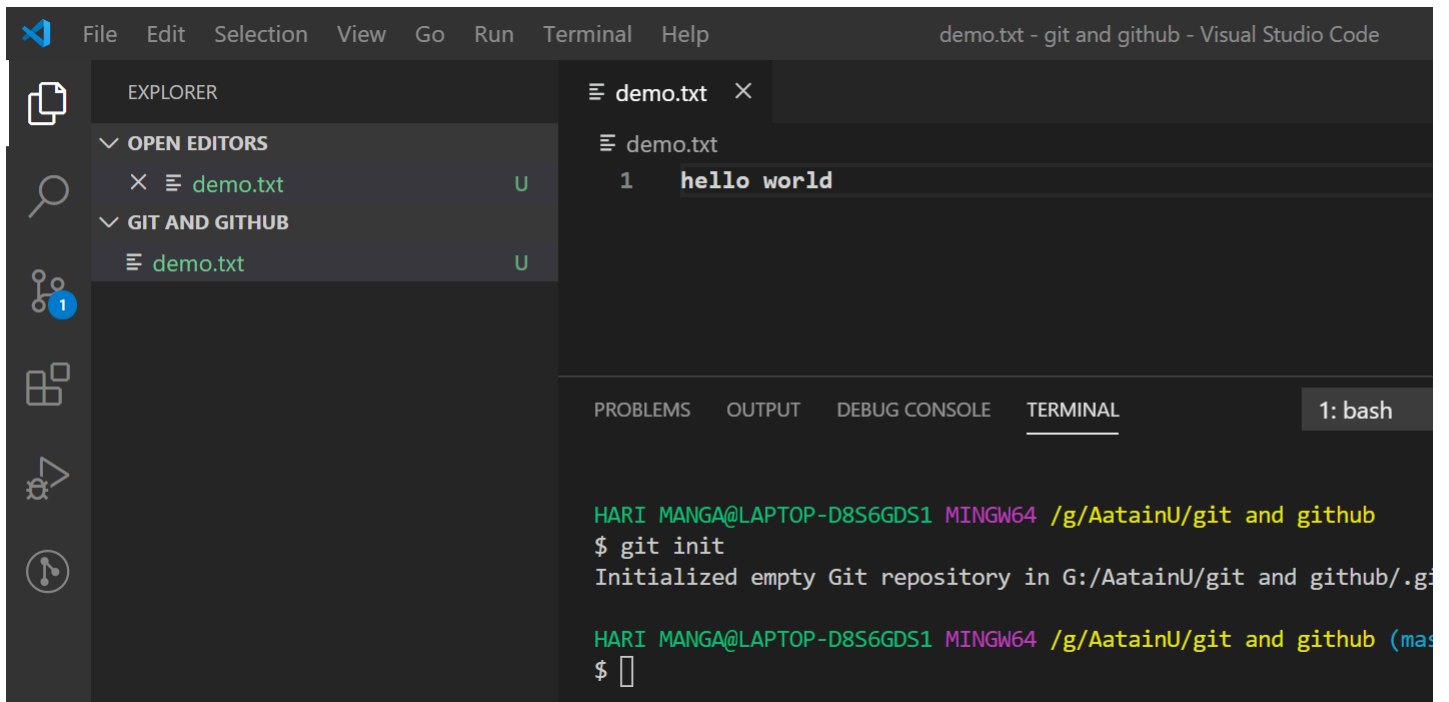 File Edit Selection View Go Run Terminal Help demo.txt - git and github - Visual Studio Code
EXPLORER
OPEN EDITORS
demo.txt U
GIT AND GITHUB
demo.txt U
1
demo.txt
demo.txt
1 hello world
PROBLEMS OUTPUT DEBUG CONSOLE TERMINAL 1: bash
HARI MANGA@LAPTOP-D8S6GDS1 MINGW64 /g/AatainU/git and github
$ git init
Initialized empty Git repository in G:/AatainU/git and github/.gi
HARI MANGA@LAPTOP-D8S6GDS1 MINGW64 /g/AatainU/git and github (mas
$